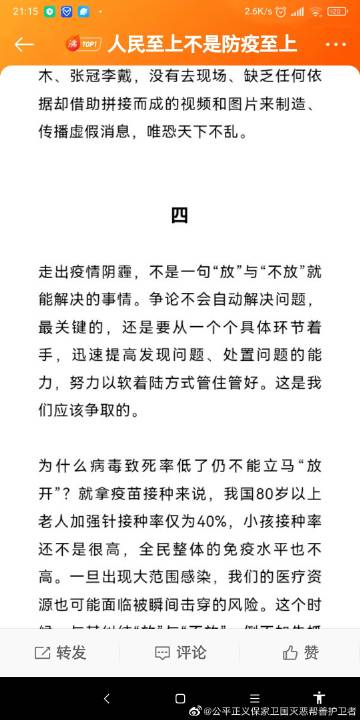 21:15
2.6K/s
20
沸 TOP1 人民至上不是防疫至上
木、张冠李戴，没有去现场、缺乏任何依
据却借助拼接而成的视频和图片来制造、
传播虚假消息，唯恐天下不乱。
四
走出疫情阴霾，不是一句“放”与“不放”就
能解决的事情。争论不会自动解决问题，
最关键的，还是要从一个个具体环节着
手，迅速提高发现问题、处置问题的能
力，努力以软着陆方式管住管好。这是我
们应该争取的。
为什么病毒致死率低了仍不能立马“放
开”？就拿疫苗接种来说，我国80岁以上
老人加强针接种率仅为40%，小孩接种率
还不是很高，全民整体的免疫水平也不
高。一旦出现大范围感染，我们的医疗资
源也可能面临被瞬间击穿的风险。这个时
转发 评论 赞
@公平正义保家卫国灭恶帮善护卫者